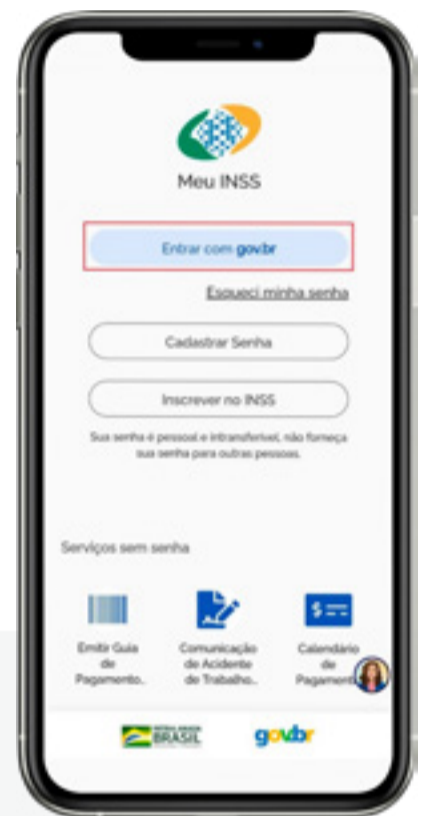 Meu INSS
Entrar com gov.br
Esqueci minha senha
Cadastrar Senha
Inscrever no INSS
Sua senha é pessoal e intransferível, não forneça
sua senha para outras pessoas.
Serviços sem senha
Emitir Guia
de
Pagamento...
Comunicação
de Acidente
de Trabalho...
Calendário
de
Pagament
BRASIL
gov.br